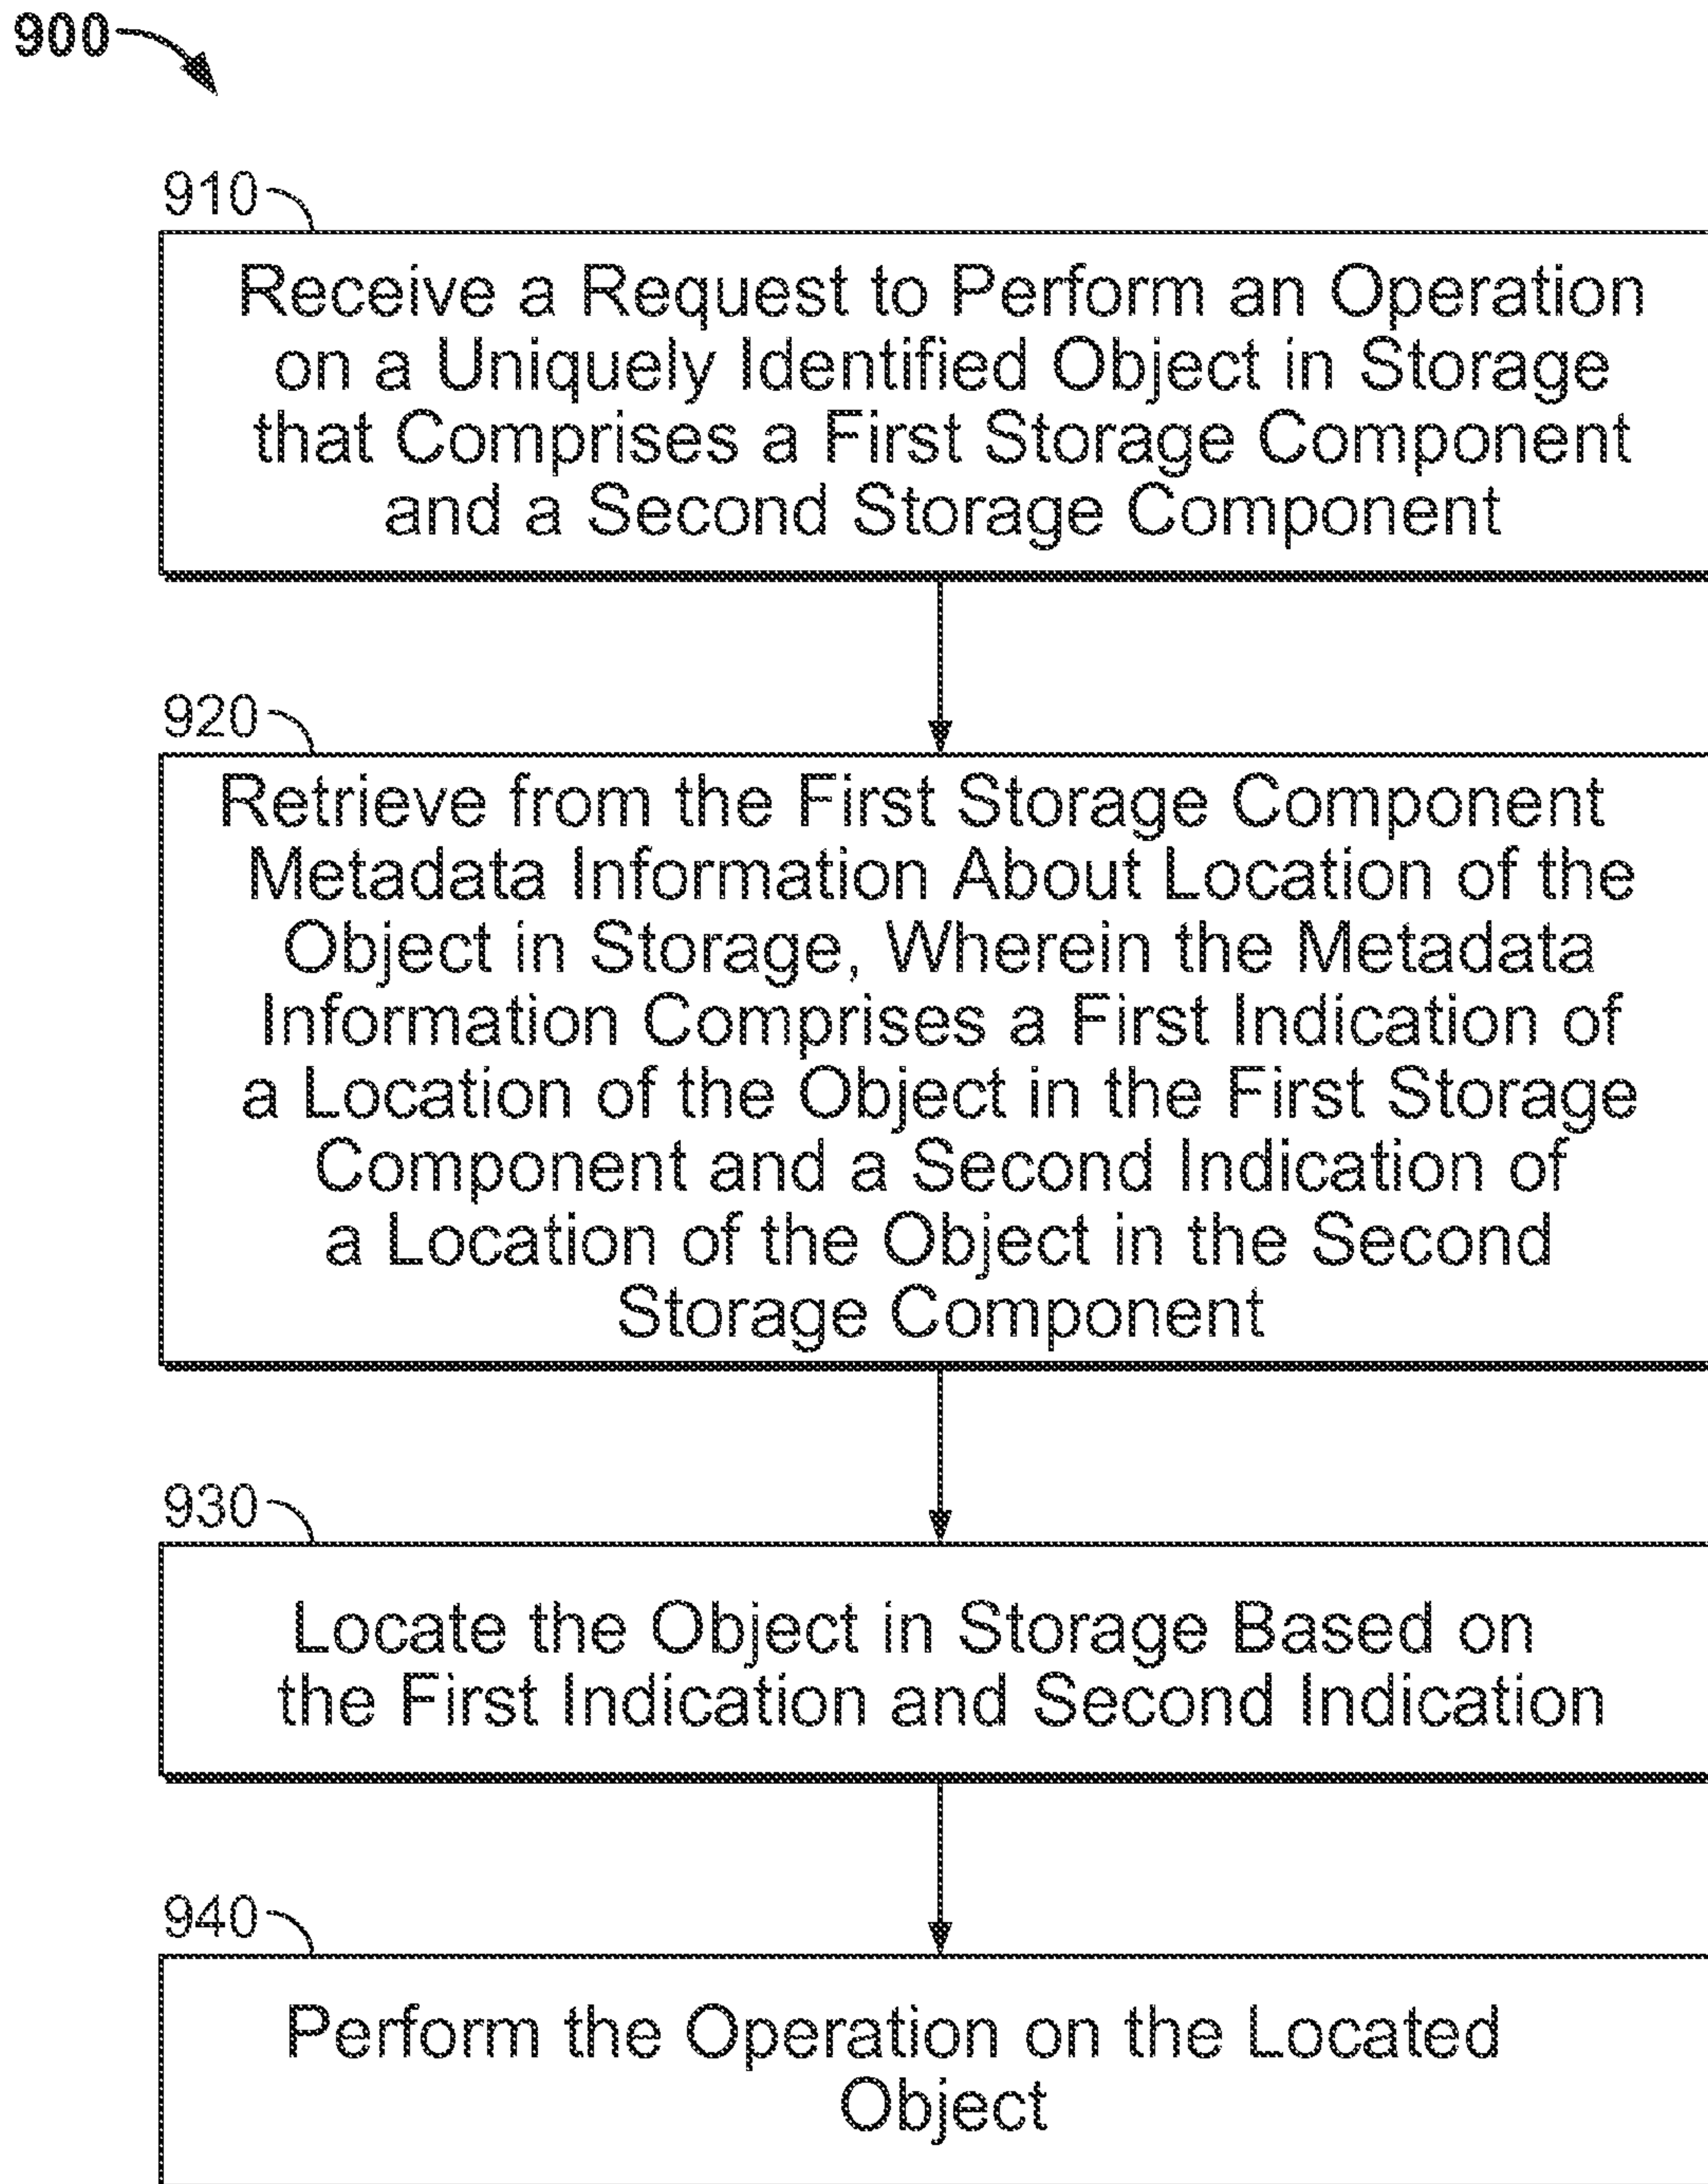 900
910
Receive a Request to Perform an Operation
on a Uniquely Identified Object in Storage
that Comprises a First Storage Component
and a Second Storage Component
920
Retrieve from the First Storage Component
Metadata Information About Location of the
Object in Storage, Wherein the Metadata
Information Comprises a First Indication of
a Location of the Object in the First Storage
Component and a Second Indication of
a Location of the Object in the Second
Storage Component
930
Locate the Object in Storage Based on
the First Indication and Second Indication
940
Perform the Operation on the Located
Object